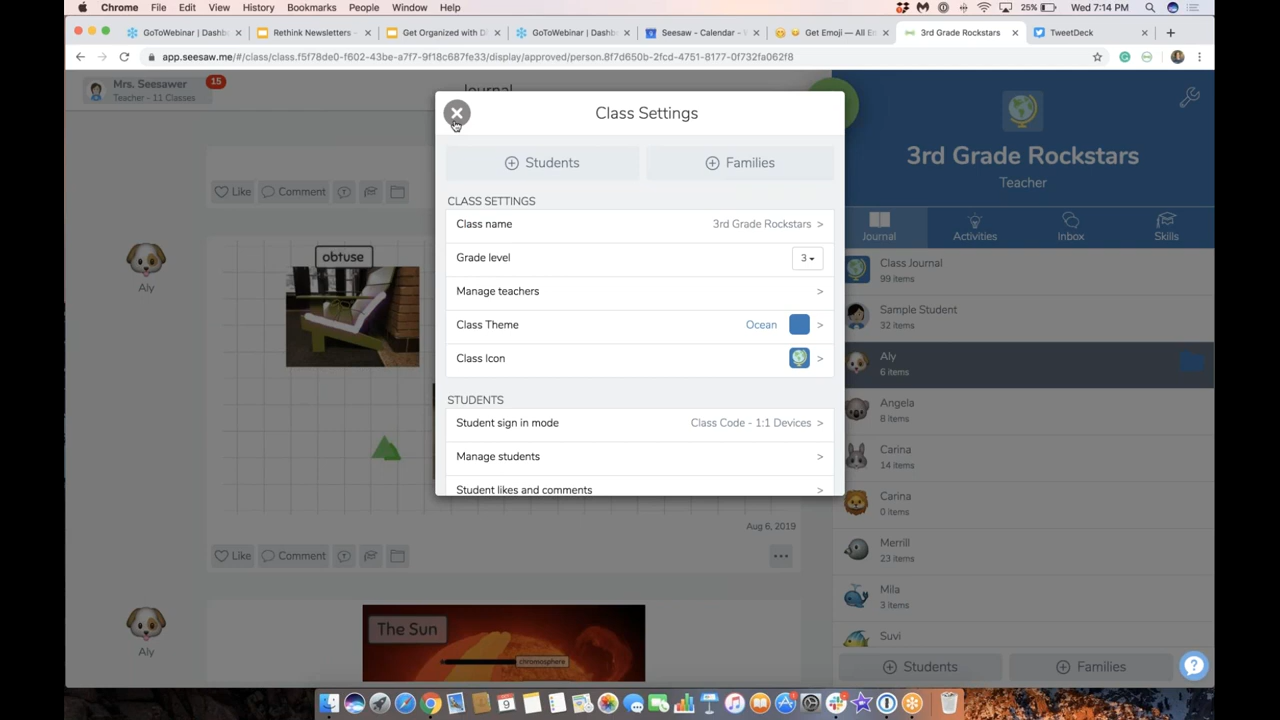 Chrome File Edit View History Bookmarks People Window Help 25% Wed 7:14 PM
GoToWebinar | Dashb Rethink Newsletters - Get Organized with D GoToWebinar | Dashb Seesaw - Calendar - Get Emoji — All E 3rd Grade Rockstars TweetDeck
app.seesaw.me/#/class/class.f5f78de0-f602-43be-a7f7-9f18c687fe33/display/approved/person.8f7d650b-2fcd-4751-8177-0f732fa062f8
Mrs. Seesawer 15
Teacher - 11 Classes
Journal
Class Settings
Students Families
CLASS SETTINGS
Class name 3rd Grade Rockstars >
Grade level 3
Manage teachers >
Class Theme Ocean >
Class Icon >
STUDENTS
Student sign in mode Class Code - 1:1 Devices >
Manage students >
Student likes and comments >
Like Comment
Aly
obtuse
Aug 6, 2019
Like Comment
Aly
The Sun
chromosphere
3rd Grade Rockstars
Teacher
Journal Activities Inbox Skills
Class Journal
99 items
Sample Student
32 items
Aly
6 items
Angela
8 items
Carina
14 items
Carina
0 items
Merrill
23 items
Mila
3 items
Suvi
Students Families
?